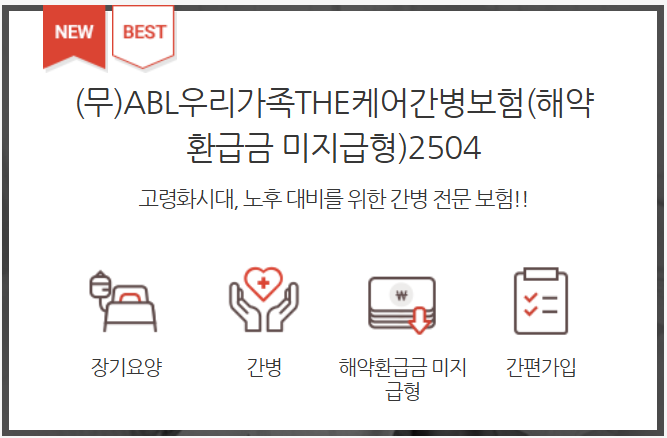 NEW
BEST
(무)ABL우리가족THE케어간병보험(해약
환급금 미지급형)2504
고령화시대, 노후 대비를 위한 간병 전문 보험!!
₩
장기요양
간병
해약환급금 미지
급형
간편가입